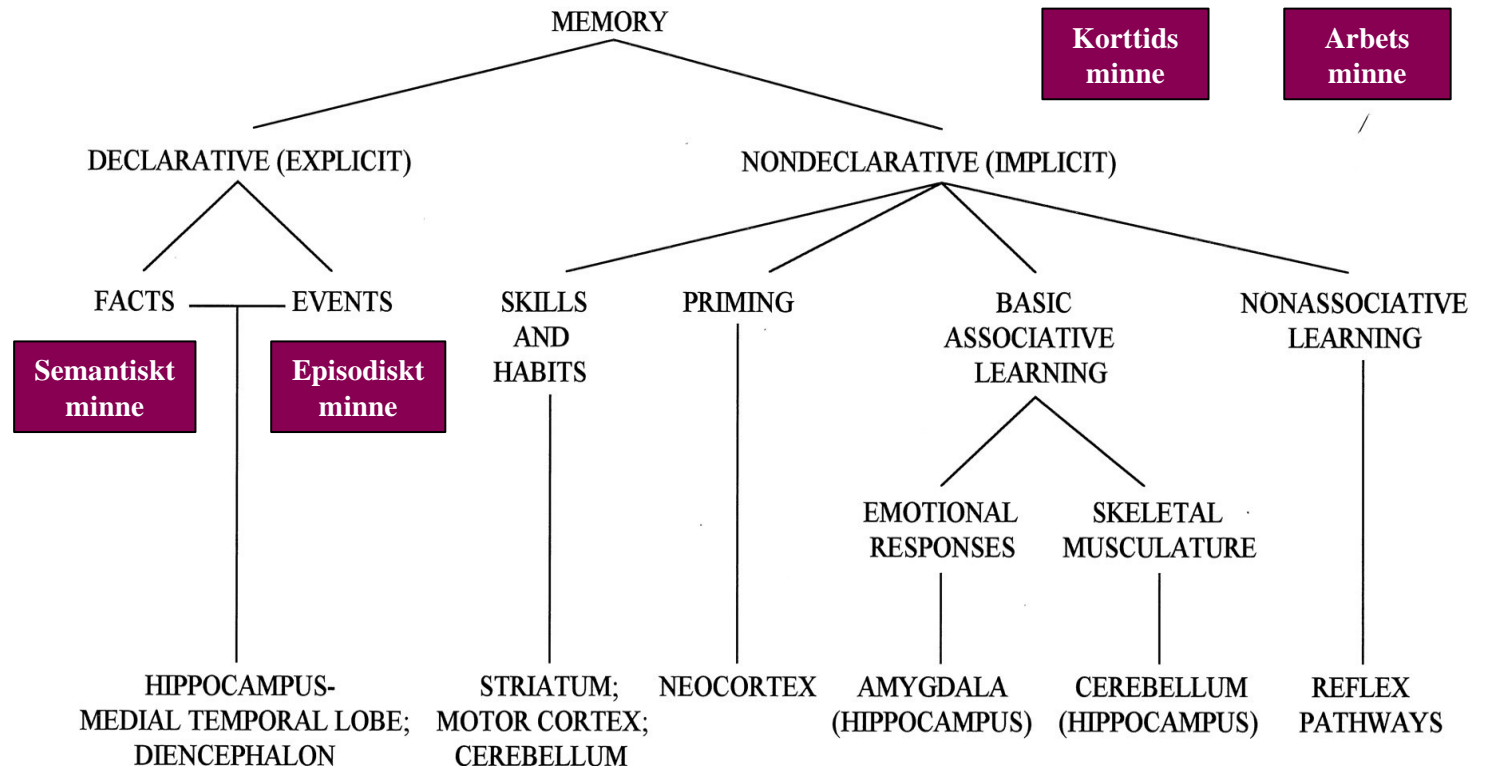 MEMORY
Korttids
minne
Arbets
minne
DECLARATIVE (EXPLICIT)
NONDECLARATIVE (IMPLICIT)
FACTS
EVENTS
SKILLS
AND
HABITS
PRIMING
BASIC
ASSOCIATIVE
LEARNING
NONASSOCIATIVE
LEARNING
Semantiskt
minne
Episodiskt
minne
EMOTIONAL
RESPONSES
SKELETAL
MUSCULATURE
HIPPOCAMPUS-
MEDIAL TEMPORAL LOBE;
DIENCEPHALON
STRIATUM;
MOTOR CORTEX;
CEREBELLUM
NEOCORTEX
AMYGDALA
(HIPPOCAMPUS)
CEREBELLUM
(HIPPOCAMPUS)
REFLEX
PATHWAYS